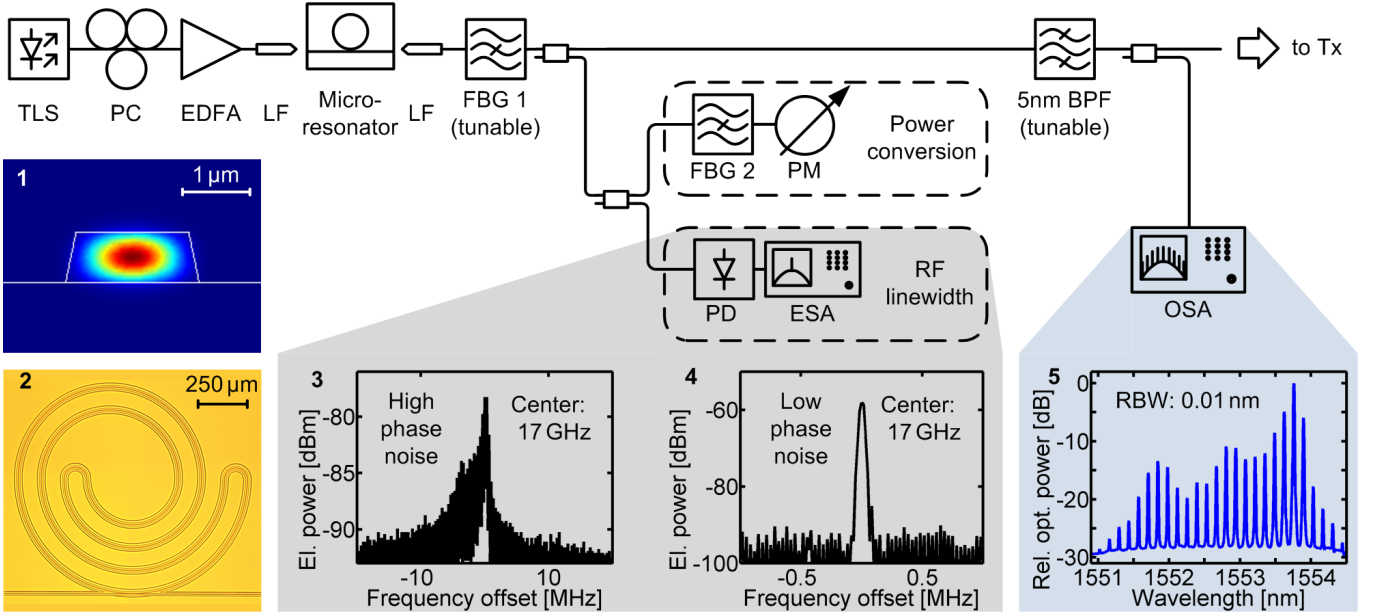 TLS
PC
EDFA
LF
Micro-
resonator
LF
FBG 1
(tunable)
5nm BPF
(tunable)
to Tx
FBG 2
PM
Power
conversion
PD
ESA
RF
linewidth
OSA
1
1 µm
2
250 µm
3
High
phase
noise
Center:
17 GHz
El. power [dBm]
-80
-85
-90
-10
10
Frequency offset [MHz]
4
Low
phase
noise
Center:
17 GHz
El. power [dBm]
-60
-80
-100
-0.5
0.5
Frequency offset [MHz]
5
RBW: 0.01 nm
Rel. opt. power [dB]
0
-10
-20
-30
1551
1552
1553
1554
Wavelength [nm]